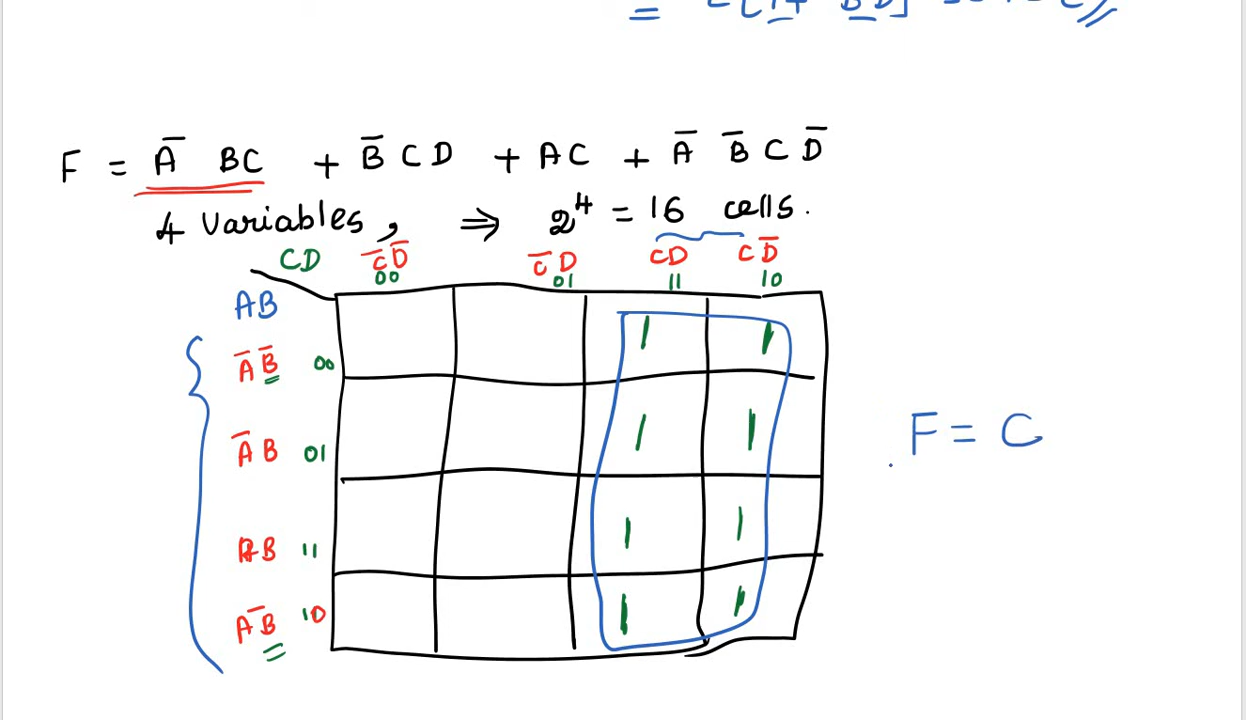 F = A̅ BC + B̅ C D + AC + A̅ B̅ C D̅
4 Variables, ⇒ 2⁴ = 16 cells.
CD C̅D̅ C̅D CD CD̅
00 01 11 10
AB
A̅B̅ 00 1 1
A̅B 01 1 1
F = C
AB 11 1 1
AB̅ 10 1 1